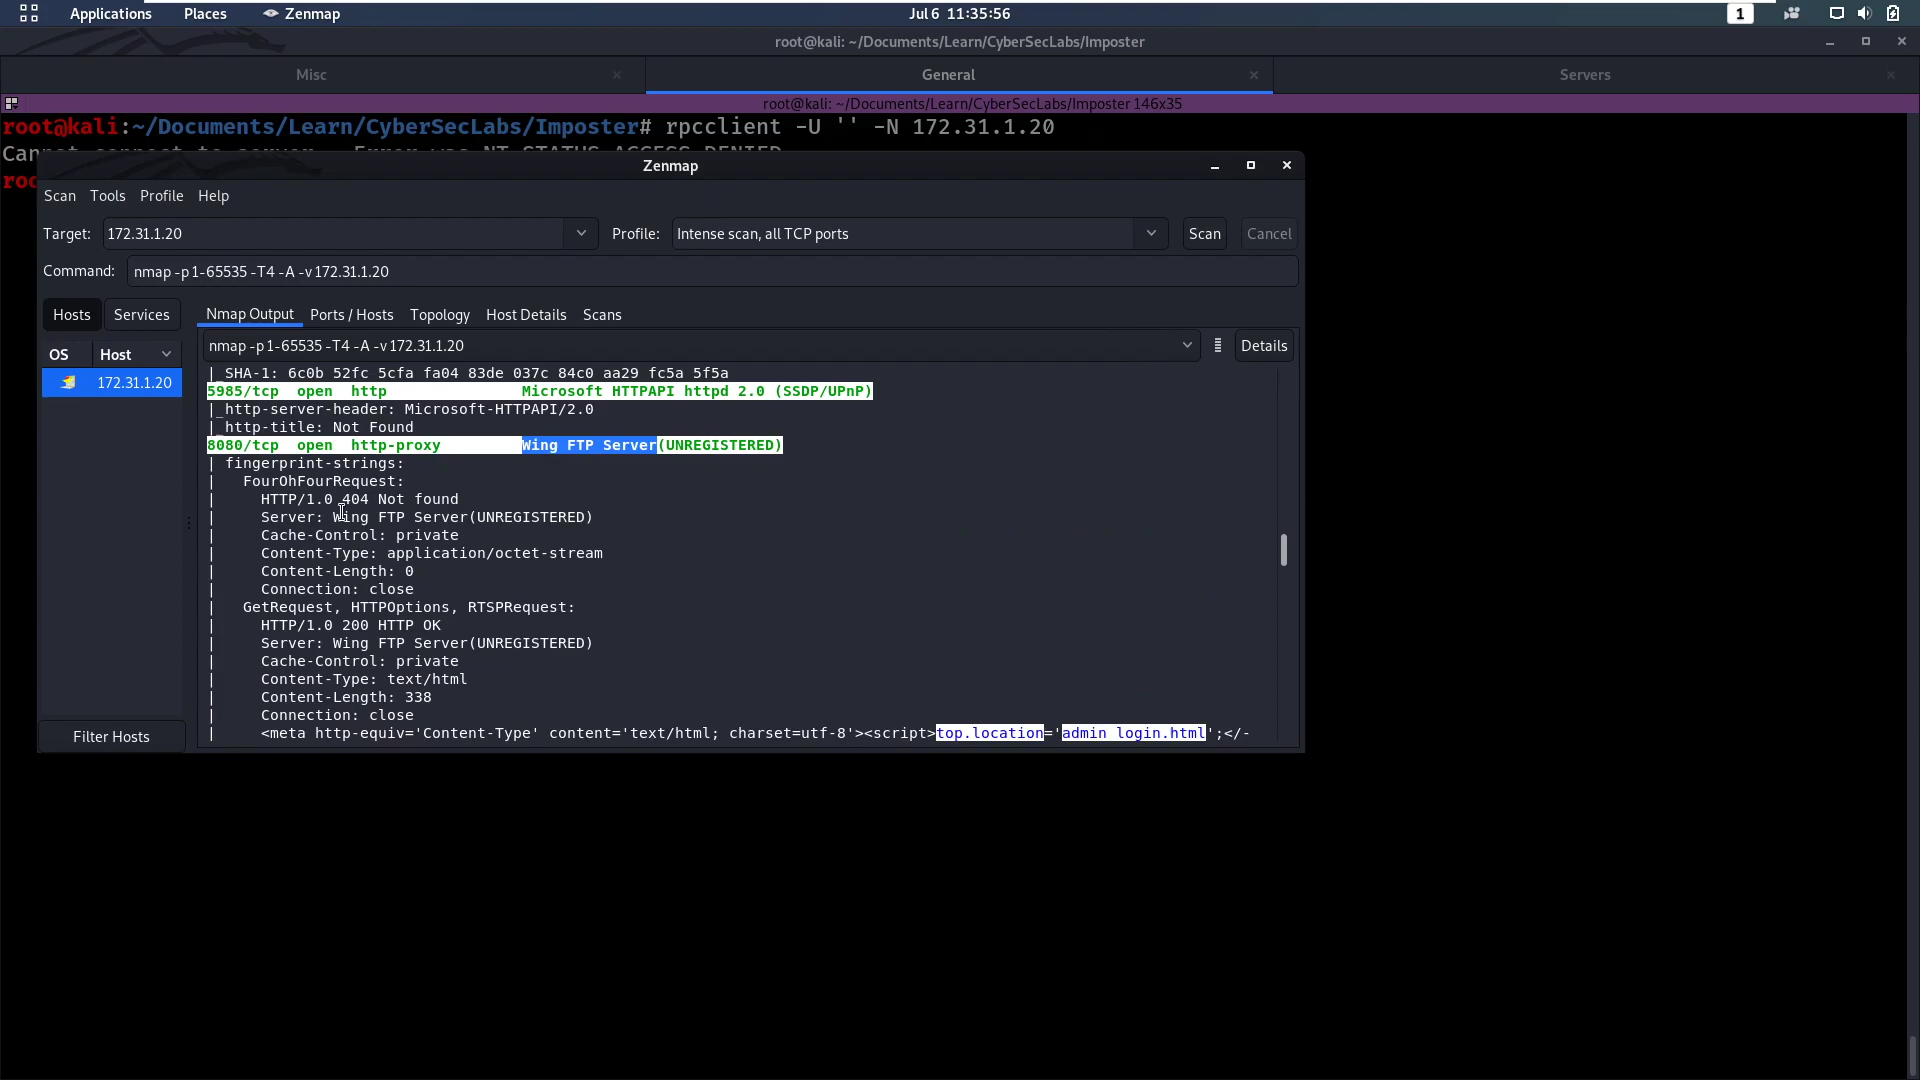 Applications Places Zenmap Jul 6 11:35:56 1
root@kali: ~/Documents/Learn/CyberSecLabs/Imposter
Misc General Servers
root@kali: ~/Documents/Learn/CyberSecLabs/Imposter 146x35
root@kali:~/Documents/Learn/CyberSecLabs/Imposter# rpcclient -U '' -N 172.31.1.20
Cannot connect to server. Error was NT_STATUS_ACCESS_DENIED
Zenmap
Scan Tools Profile Help
Target: 172.31.1.20 Profile: Intense scan, all TCP ports Scan Cancel
Command: nmap -p 1-65535 -T4 -A -v 172.31.1.20
Hosts Services Nmap Output Ports / Hosts Topology Host Details Scans
nmap -p 1-65535 -T4 -A -v 172.31.1.20 Details
OS Host
172.31.1.20
|_SHA-1: 6c0b 52fc 5cfa fa04 83de 037c 84c0 aa29 fc5a 5f5a
5985/tcp open http Microsoft HTTPAPI httpd 2.0 (SSDP/UPnP)
|_http-server-header: Microsoft-HTTPAPI/2.0
|_http-title: Not Found
8080/tcp open http-proxy Wing FTP Server(UNREGISTERED)
| fingerprint-strings:
| FourOhFourRequest:
| HTTP/1.0 404 Not found
| Server: Wing FTP Server(UNREGISTERED)
| Cache-Control: private
| Content-Type: application/octet-stream
| Content-Length: 0
| Connection: close
| GetRequest, HTTPOptions, RTSPRequest:
| HTTP/1.0 200 HTTP OK
| Server: Wing FTP Server(UNREGISTERED)
| Cache-Control: private
| Content-Type: text/html
| Content-Length: 338
| Connection: close
| <meta http-equiv='Content-Type' content='text/html; charset=utf-8'><script>top.location='admin_login.html';</-
Filter Hosts